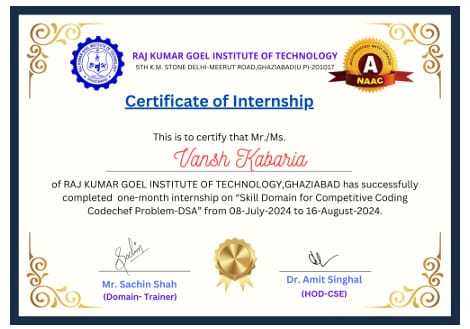 RAJ KUMAR GOEL INSTITUTE OF TECHNOLOGY
5TH K.M. STONE DELHI-MEERUT ROAD,GHAZIABAD(U.P)-201017
A
NAAC
Certificate of Internship
This is to certify that Mr./Ms.
Vansh Kabaria
of RAJ KUMAR GOEL INSTITUTE OF TECHNOLOGY,GHAZIABAD has successfully
completed one-month internship on “Skill Domain for Competitive Coding
Codechef Problem-DSA” from 08-July-2024 to 16-August-2024.
Sachin
Mr. Sachin Shah
(Domain- Trainer)
Dr. Amit Singhal
(HOD-CSE)